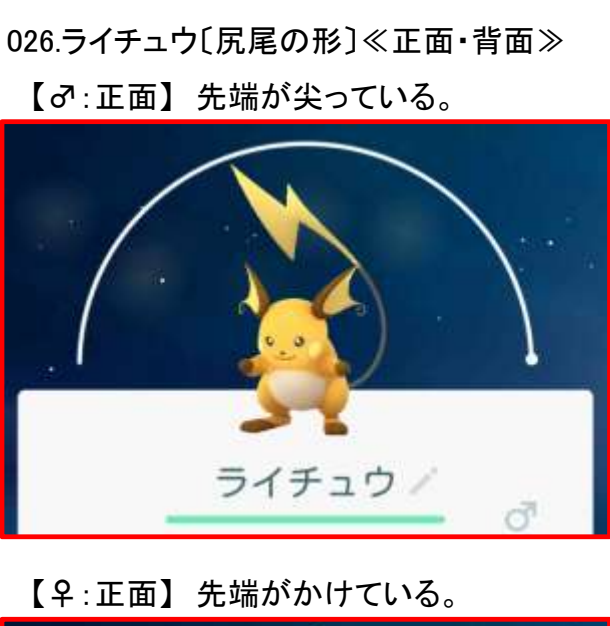 026.ライチュウ〔尻尾の形〕≪正面・背面≫
【♂:正面】 先端が尖っている。
ライチュウ
♂
【♀:正面】 先端がかけている。